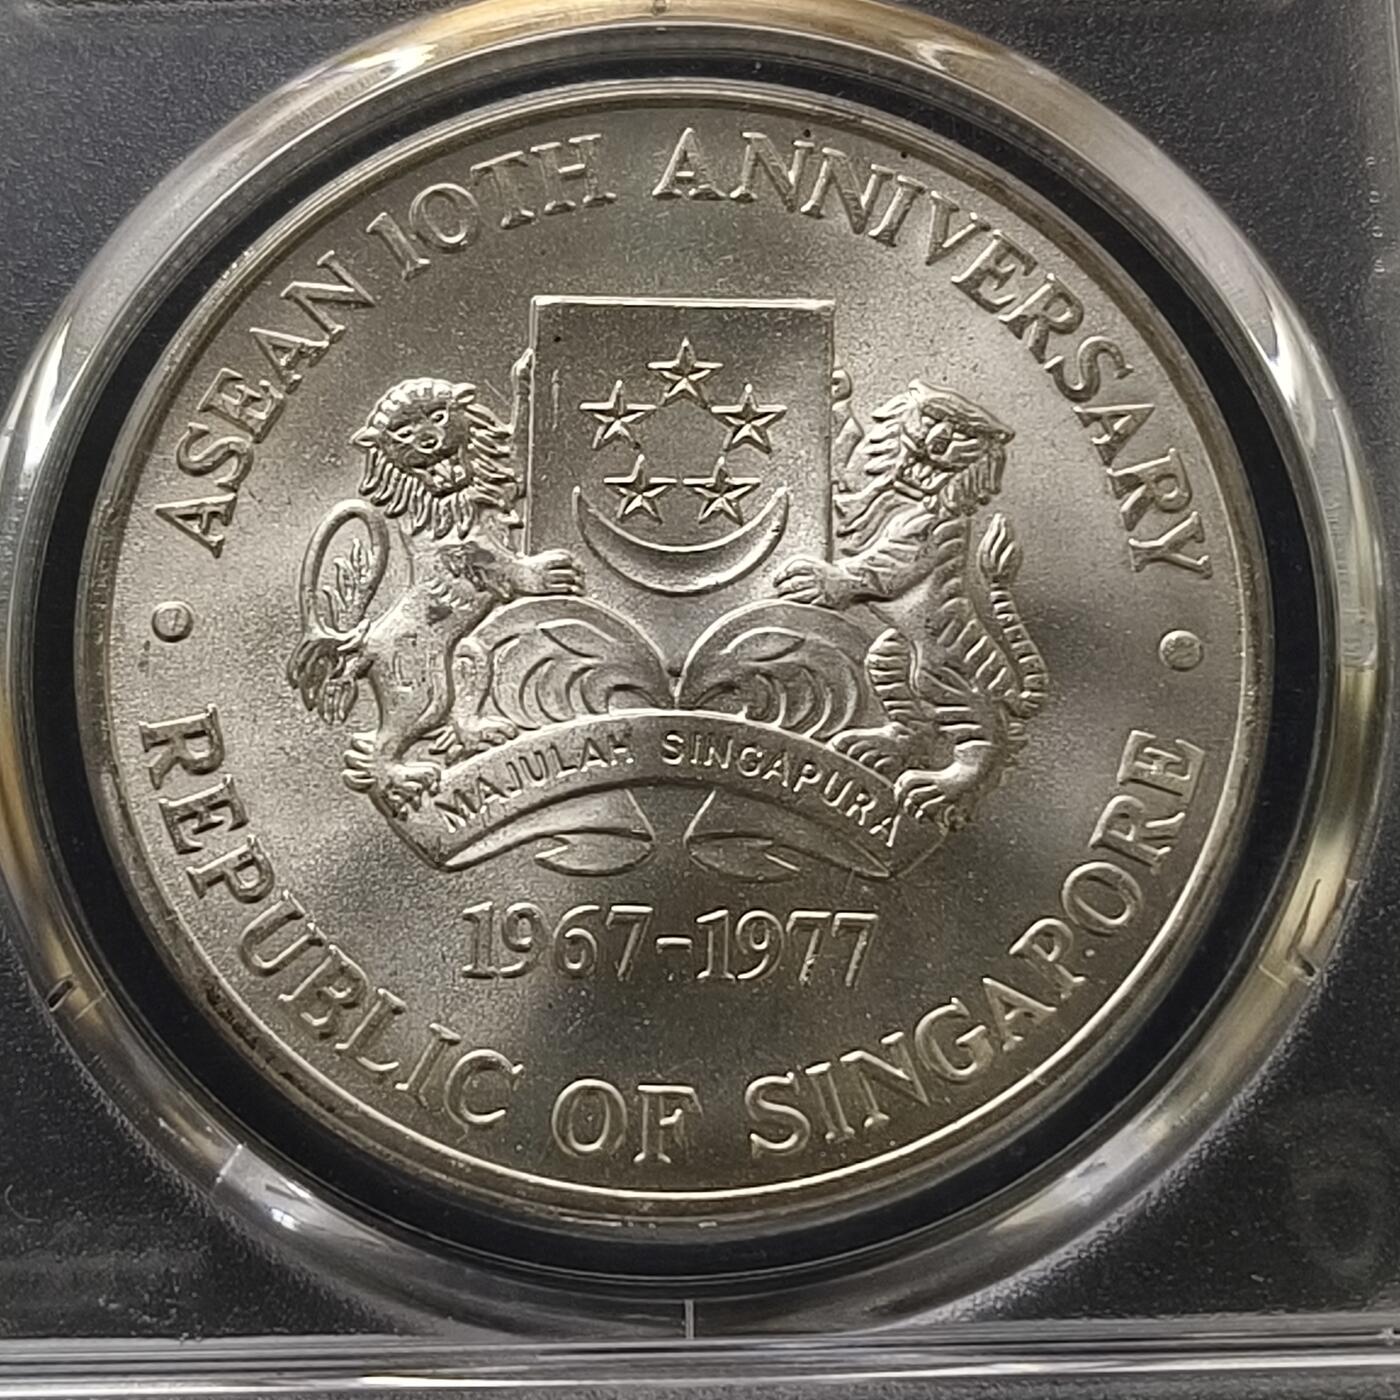 ASEAN 10TH ANNIVERSARY
MAJULAH SINGAPURA
1967-1977
REPUBLIC OF SINGAPORE